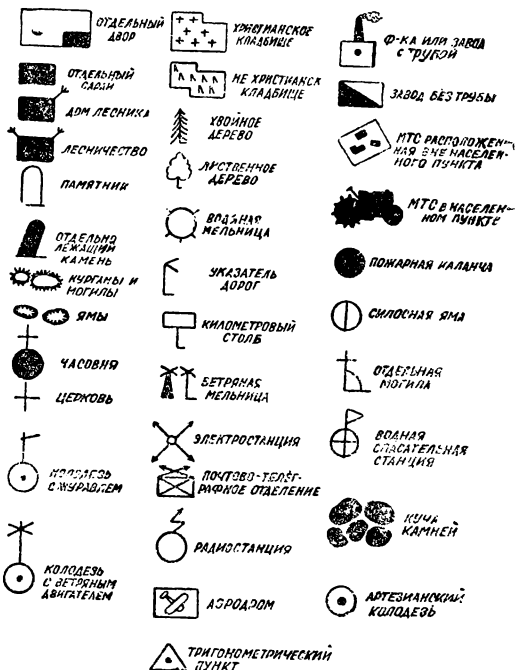 ОТДЕЛЬНЫЙ
ДВОР
ОТДЕЛЬНЫЙ
САРАЙ
ДОМ ЛЕСНИКА
ЛЕСНИЧЕСТВО
ПАМЯТНИК
ОТДЕЛЬНО
ЛЕЖАЩИЙ
КАМЕНЬ
КУРГАНЫ И
МОГИЛЫ
ЯМЫ
ЧАСОВНЯ
ЦЕРКОВЬ
КОЛОДЕЗЬ
С ЖУРАВЛЕМ
КОЛОДЕЗЬ
С ВЕТРЯНЫМ
ДВИГАТЕЛЕМ
ХРИСТИАНСКОЕ
КЛАДБИЩЕ
НЕ ХРИСТИАНСК
КЛАДБИЩЕ
ХВОЙНОЕ
ДЕРЕВО
ЛИСТВЕННОЕ
ДЕРЕВО
ВОДЯНАЯ
МЕЛЬНИЦА
УКАЗАТЕЛЬ
ДОРОГ
КИЛОМЕТРОВЫЙ
СТОЛБ
ВЕТРЯНАЯ
МЕЛЬНИЦА
ЭЛЕКТРОСТАНЦИЯ
ПОЧТОВО-ТЕЛЕГ-
РАФНОЕ ОТДЕЛЕНИЕ
РАДИОСТАНЦИЯ
АЭРОДРОМ
ТРИГОНОМЕТРИЧЕСКИЙ
ПУНКТ
Ф-КА ИЛИ ЗАВОД
С ТРУБОЙ
ЗАВОД БЕЗ ТРУБЫ
МТС РАСПОЛОЖЕН-
НАЯ ВНЕ НАСЕЛЕН-
НОГО ПУНКТА
МТС В НАСЕЛЕН-
НОМ ПУНКТЕ
ПОЖАРНАЯ КАЛАНЧА
СИЛОСНАЯ ЯМА
ОТДЕЛЬНАЯ
МОГИЛА
ВОДНАЯ
СПАСАТЕЛЬНАЯ
СТАНЦИЯ
КУЧА
КАМНЕЙ
АРТЕЗИАНСКИЙ
КОЛОДЕЗЬ